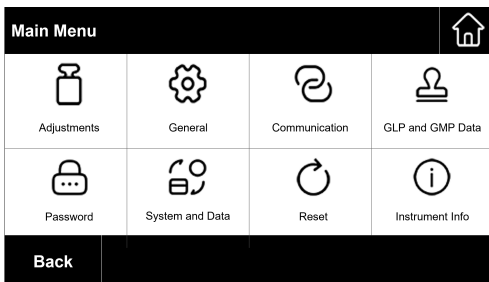 Main Menu
Adjustments
General
Communication
GLP and GMP Data
Password
System and Data
Reset
Instrument Info
Back